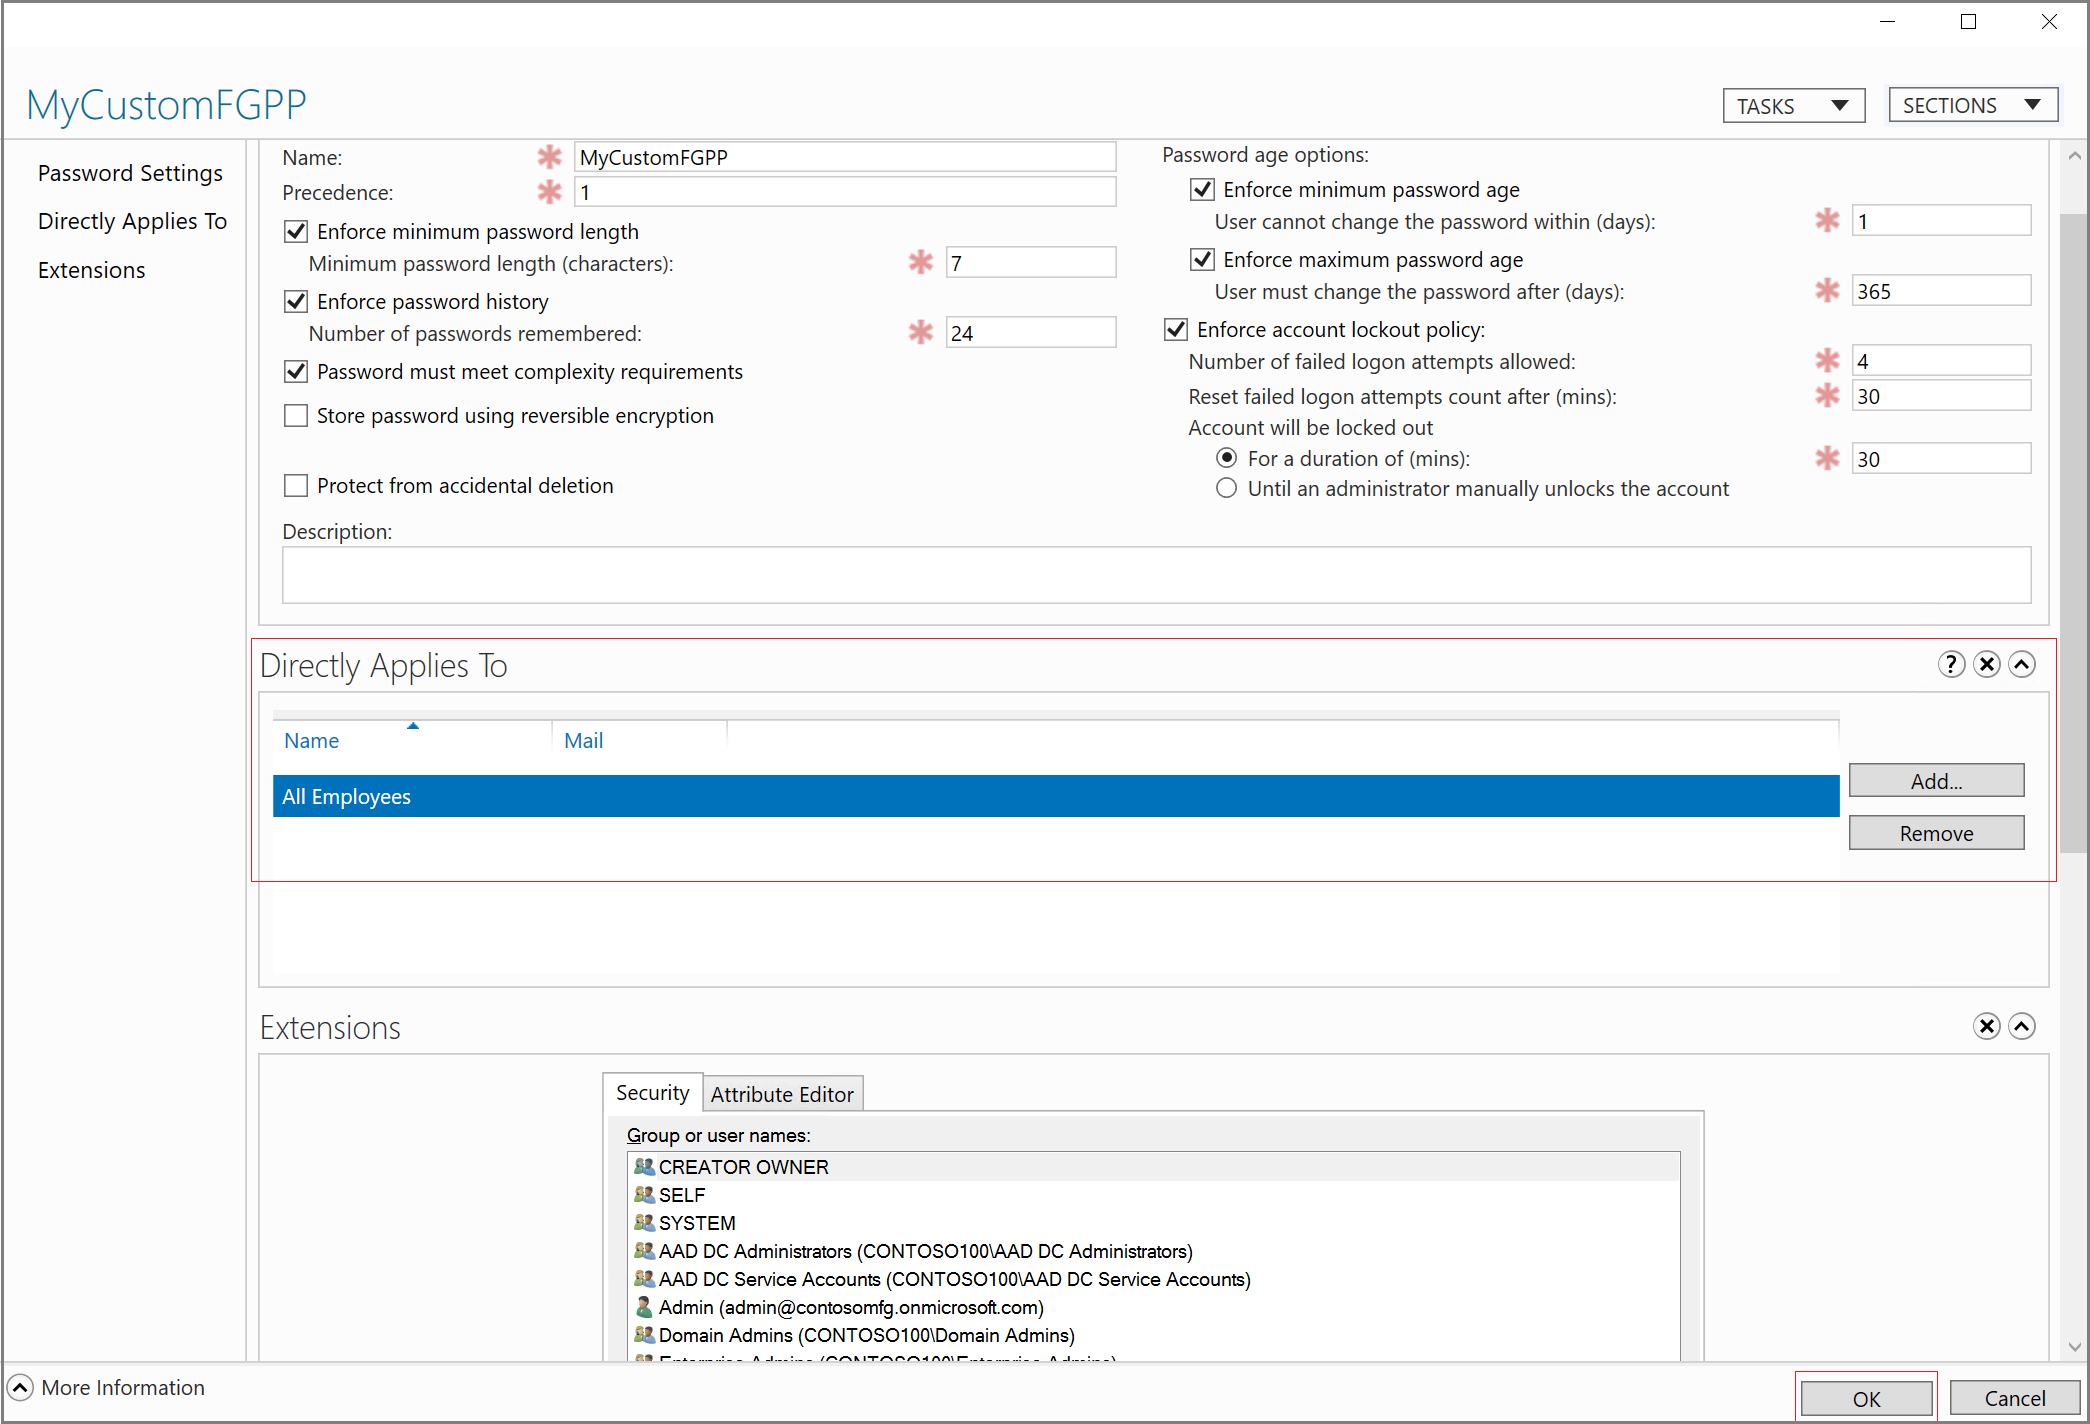 MyCustomFGPP
TASKS
SECTIONS
Password Settings
Directly Applies To
Extensions
Name: * MyCustomFGPP
Precedence: * 1
Enforce minimum password length
Minimum password length (characters): * 7
Enforce password history
Number of passwords remembered: * 24
Password must meet complexity requirements
Store password using reversible encryption
Protect from accidental deletion
Password age options:
Enforce minimum password age
User cannot change the password within (days): * 1
Enforce maximum password age
User must change the password after (days): * 365
Enforce account lockout policy:
Number of failed logon attempts allowed: * 4
Reset failed logon attempts count after (mins): * 30
Account will be locked out
For a duration of (mins): * 30
Until an administrator manually unlocks the account
Description:
Directly Applies To
?
Name Mail
All Employees
Add...
Remove
Extensions
Security Attribute Editor
Group or user names:
CREATOR OWNER
SELF
SYSTEM
AAD DC Administrators (CONTOSO100\AAD DC Administrators)
AAD DC Service Accounts (CONTOSO100\AAD DC Service Accounts)
Admin (admin@contosomfg.onmicrosoft.com)
Domain Admins (CONTOSO100\Domain Admins)
Enterprise Admins (CONTOSO100\Enterprise Admins)
More Information
OK
Cancel